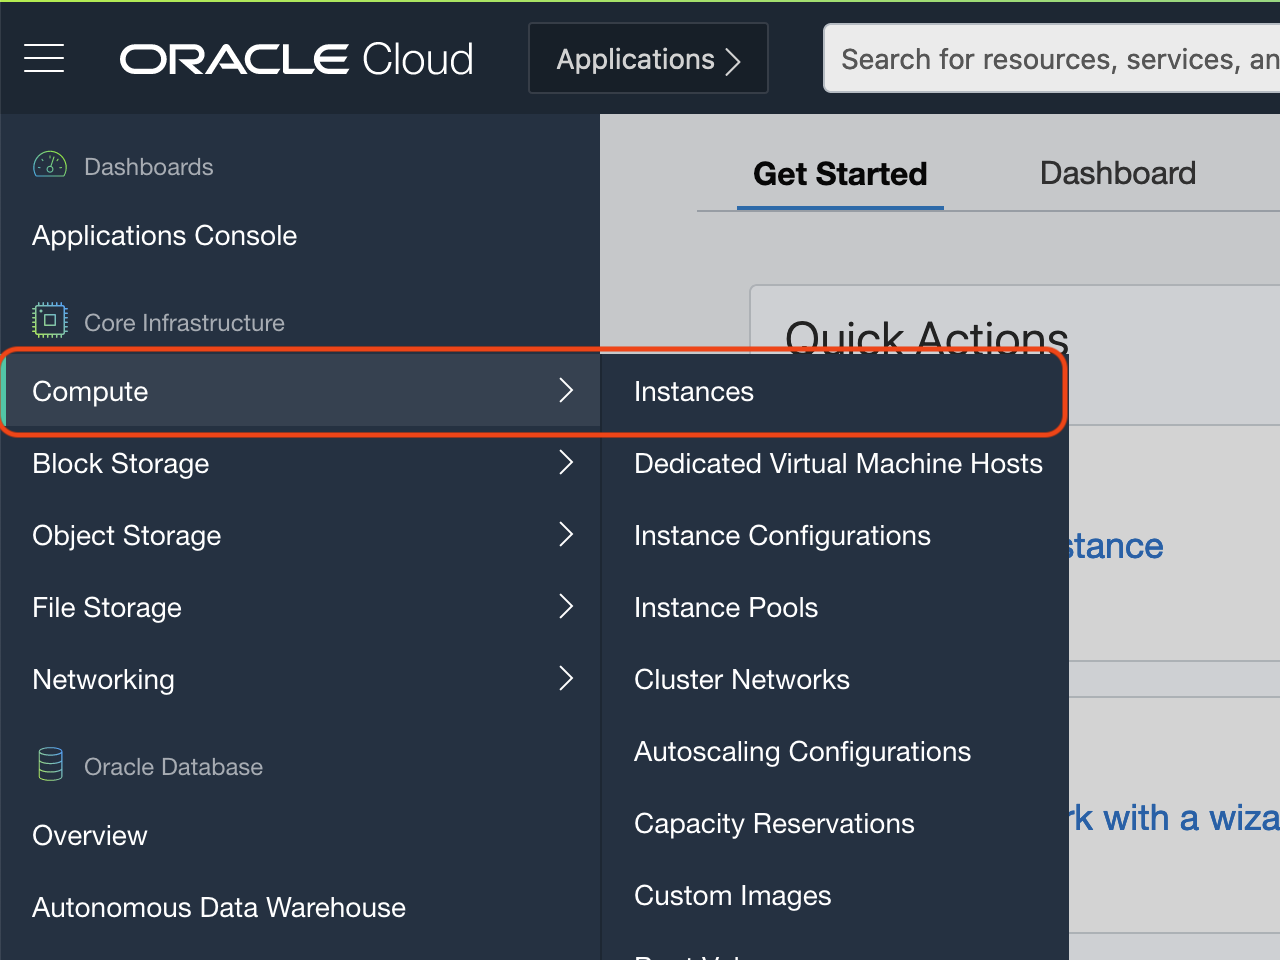 ORACLE Cloud
Applications
Search for resources, services, an
Dashboards
Applications Console
Core Infrastructure
Compute
Block Storage
Object Storage
File Storage
Networking
Oracle Database
Overview
Autonomous Data Warehouse
Instances
Dedicated Virtual Machine Hosts
Instance Configurations
Instance Pools
Cluster Networks
Autoscaling Configurations
Capacity Reservations
Custom Images
Get Started
Dashboard
Quick Actions
stance
rk with a wiza